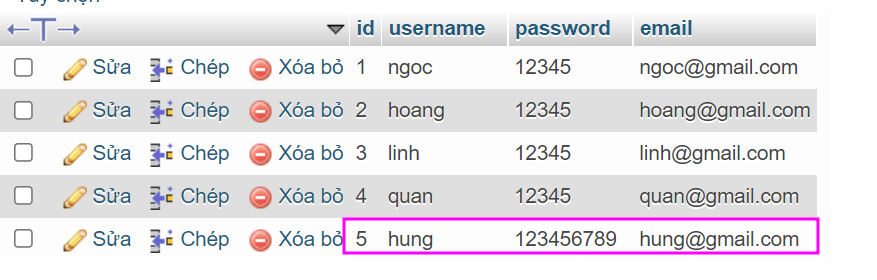 id username password email
Sửa Chép Xóa bỏ 1 ngoc 12345 ngoc@gmail.com
Sửa Chép Xóa bỏ 2 hoang 12345 hoang@gmail.com
Sửa Chép Xóa bỏ 3 linh 12345 linh@gmail.com
Sửa Chép Xóa bỏ 4 quan 12345 quan@gmail.com
Sửa Chép Xóa bỏ 5 hung 123456789 hung@gmail.com